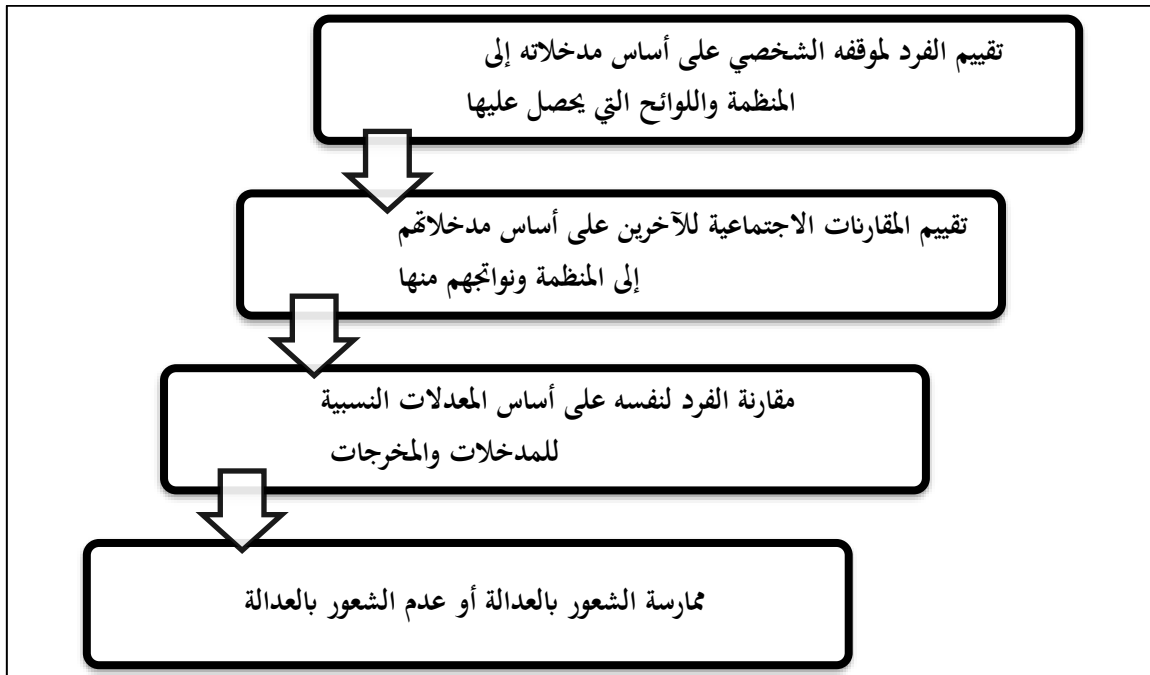 تقييم الفرد لموقفه الشخصي على أساس مدخلاته إلى
المنظمة واللوائح التي يحصل عليها
تقييم المقارنات الاجتماعية للآخرين على أساس مدخلاتهم
إلى المنظمة ونواتجهم منها
مقارنة الفرد لنفسه على أساس المعدلات النسبية
للمدخلات والمخرجات
ممارسة الشعور بالعدالة أو عدم الشعور بالعدالة